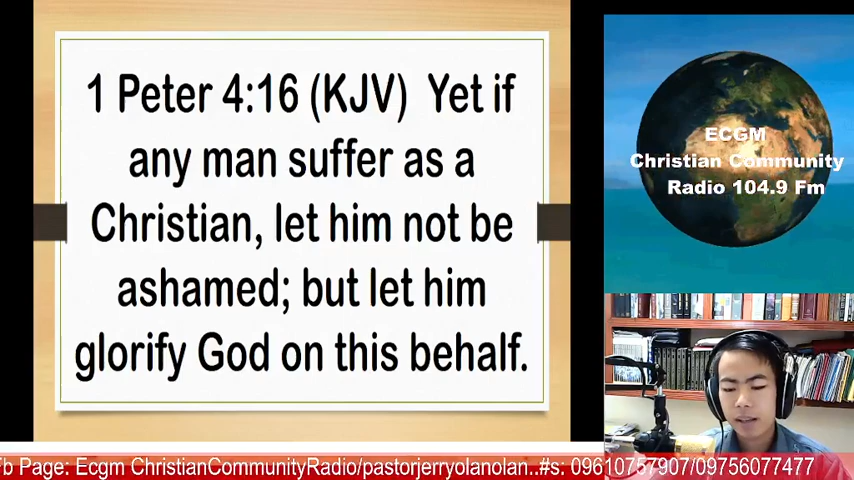 1 Peter 4:16 (KJV) Yet if
any man suffer as a
Christian, let him not be
ashamed; but let him
glorify God on this behalf.
ECGM
Christian Community
Radio 104.9 Fm
b Page: Ecgm ChristianCommunityRadio/pastorjerryolanolan..#s: 09610757907/09756077477